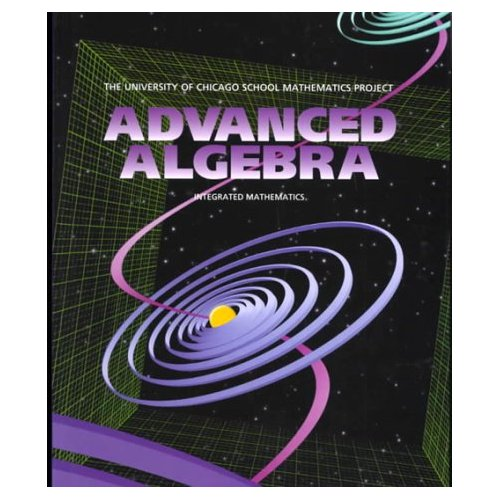 THE UNIVERSITY OF CHICAGO SCHOOL MATHEMATICS PROJECT
ADVANCED
ALGEBRA
INTEGRATED MATHEMATICS.